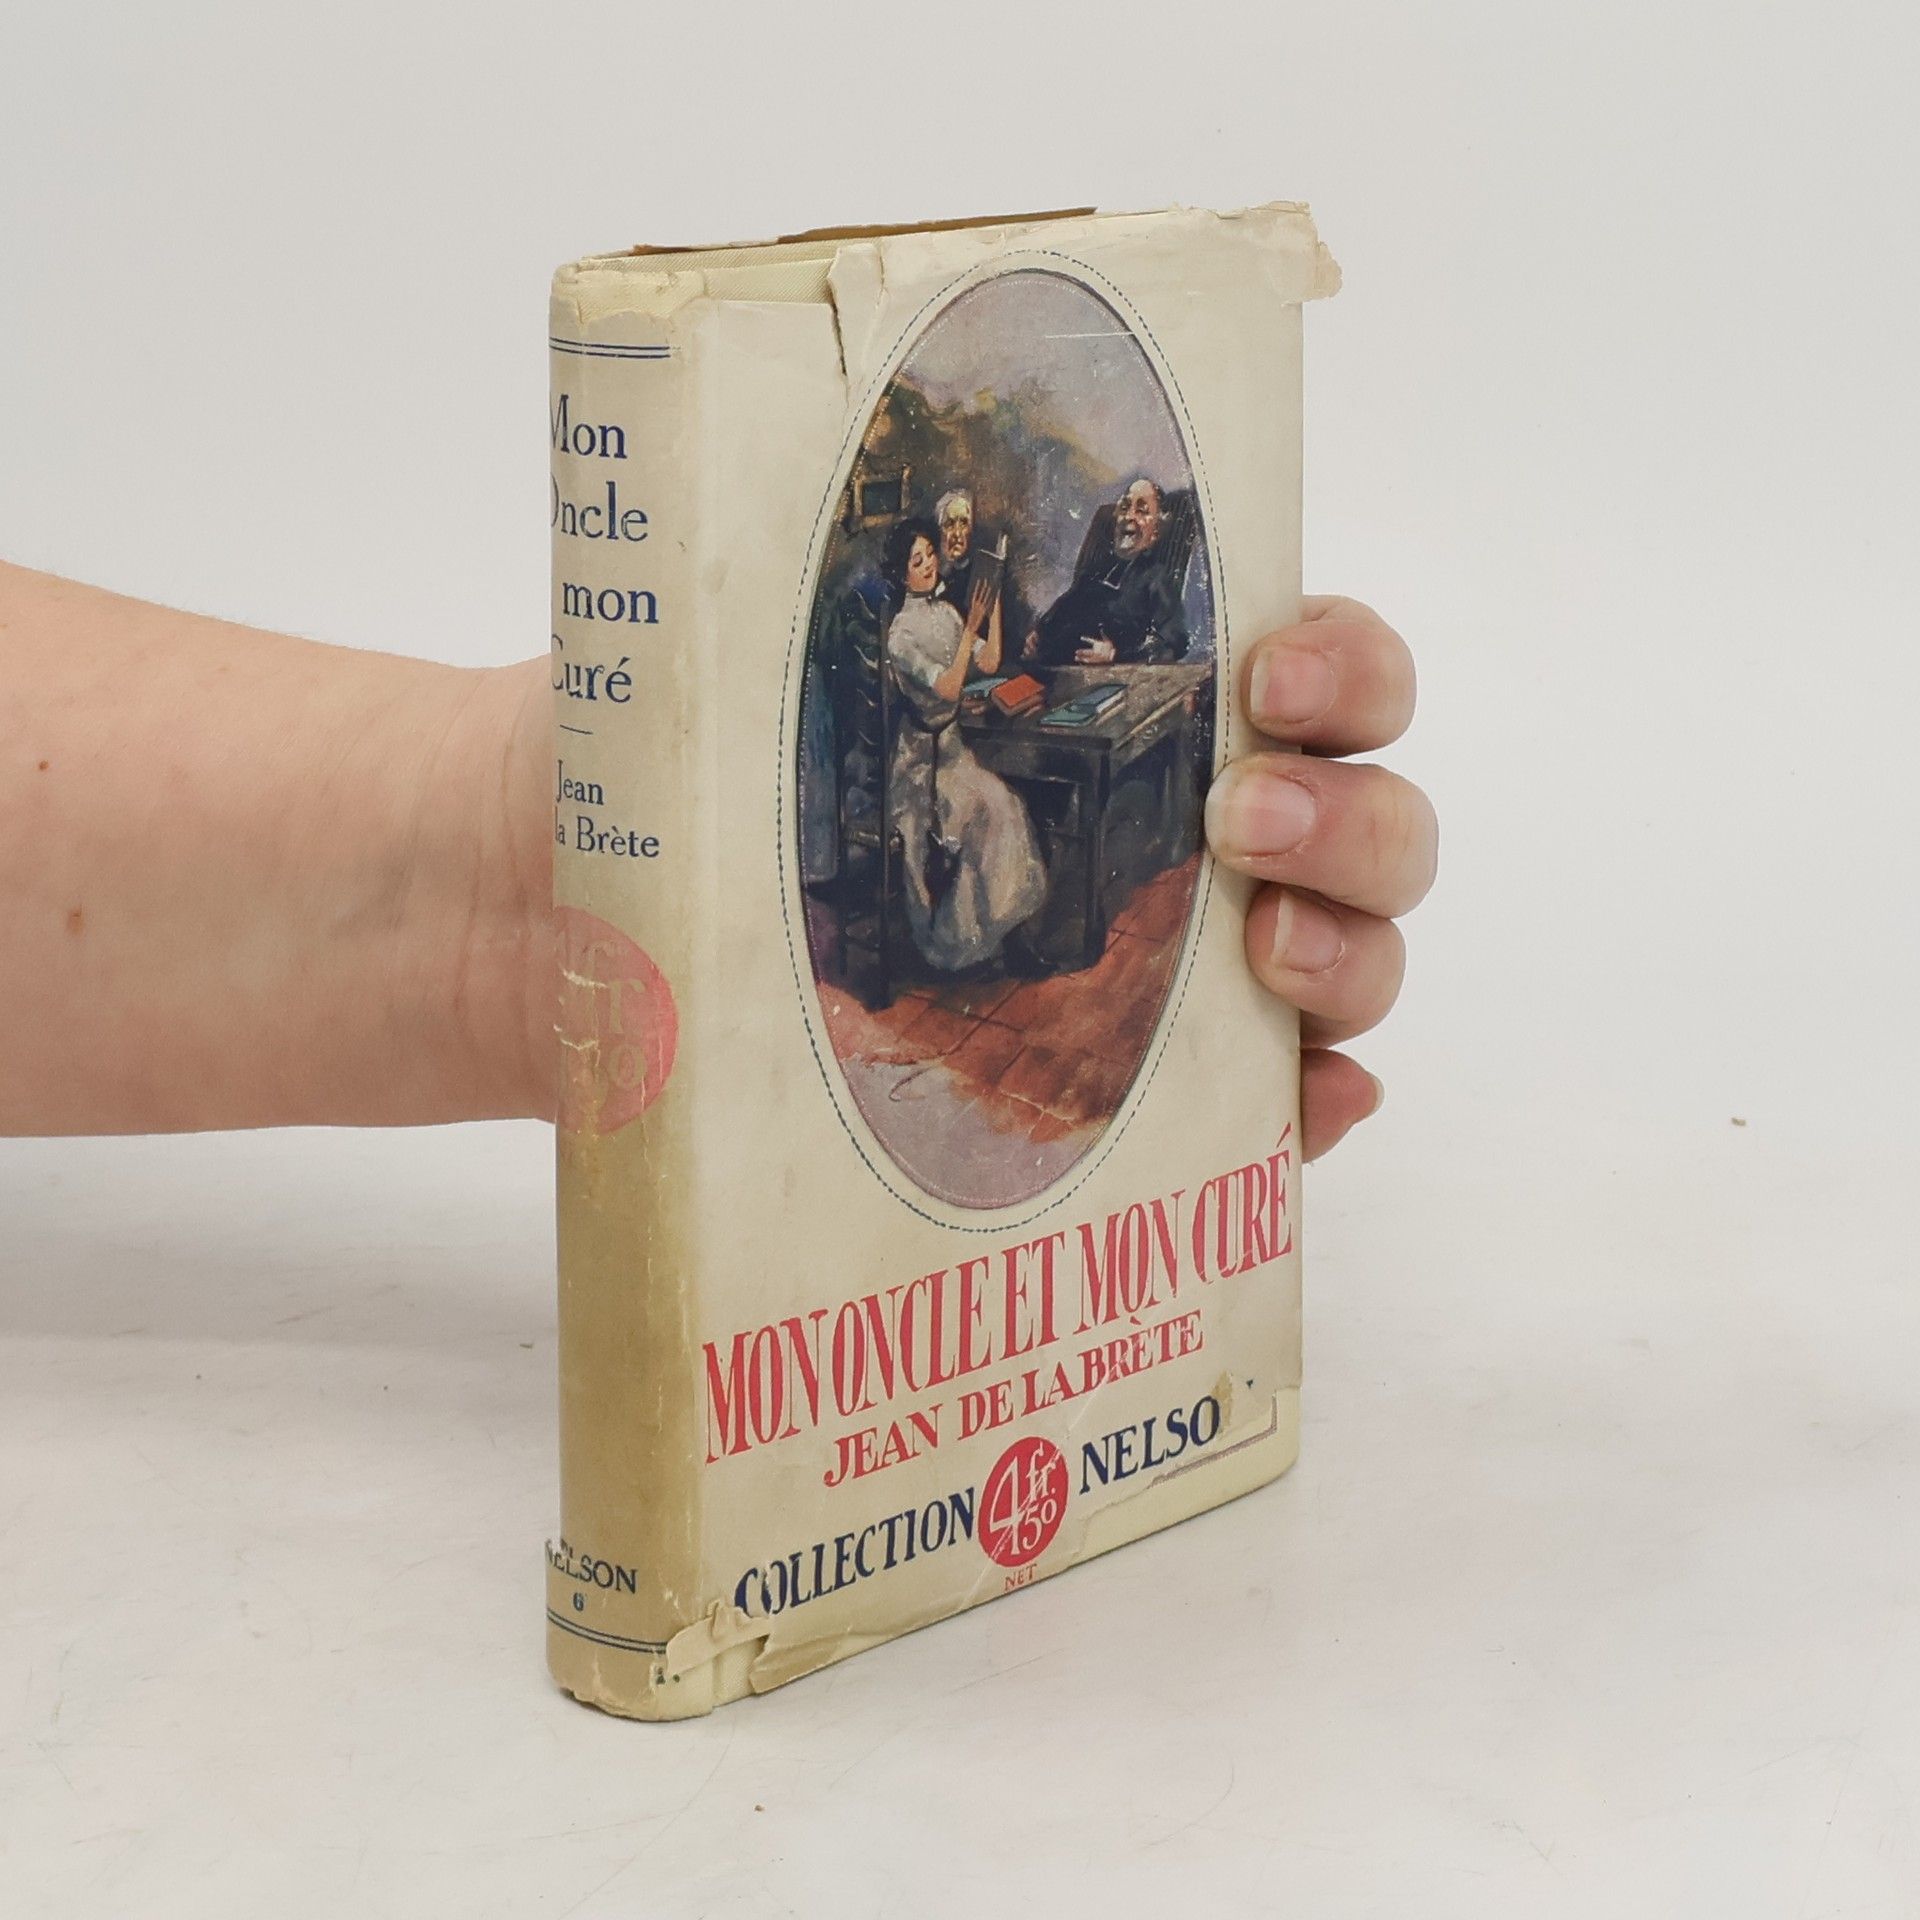 Mon
Oncle
mon
Curé
Jean
la Brète
NELSON
6
MON ONCLE ET MON CURÉ
JEAN DE LA BRÈTE
COLLECTION 4 fr. 50 NELSO
NET